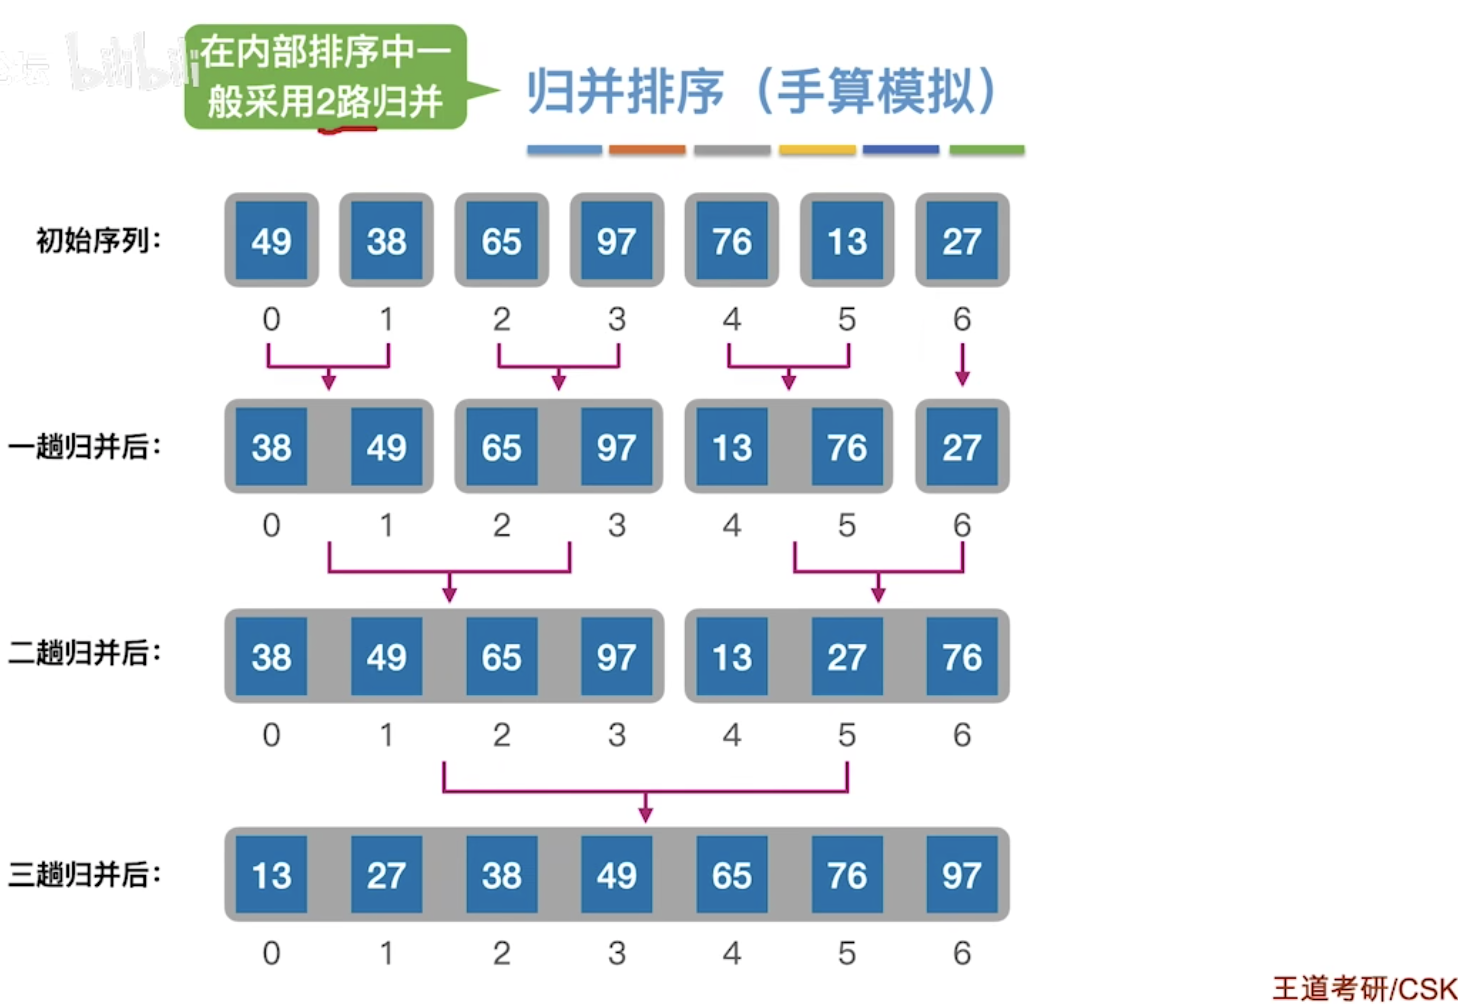 坛 bilibili
在内部排序中一
般采用2路归并
归并排序（手算模拟）
初始序列： 49 38 65 97 76 13 27
0 1 2 3 4 5 6
一趟归并后： 38 49 65 97 13 76 27
0 1 2 3 4 5 6
二趟归并后： 38 49 65 97 13 27 76
0 1 2 3 4 5 6
三趟归并后： 13 27 38 49 65 76 97
0 1 2 3 4 5 6
王道考研/CSK